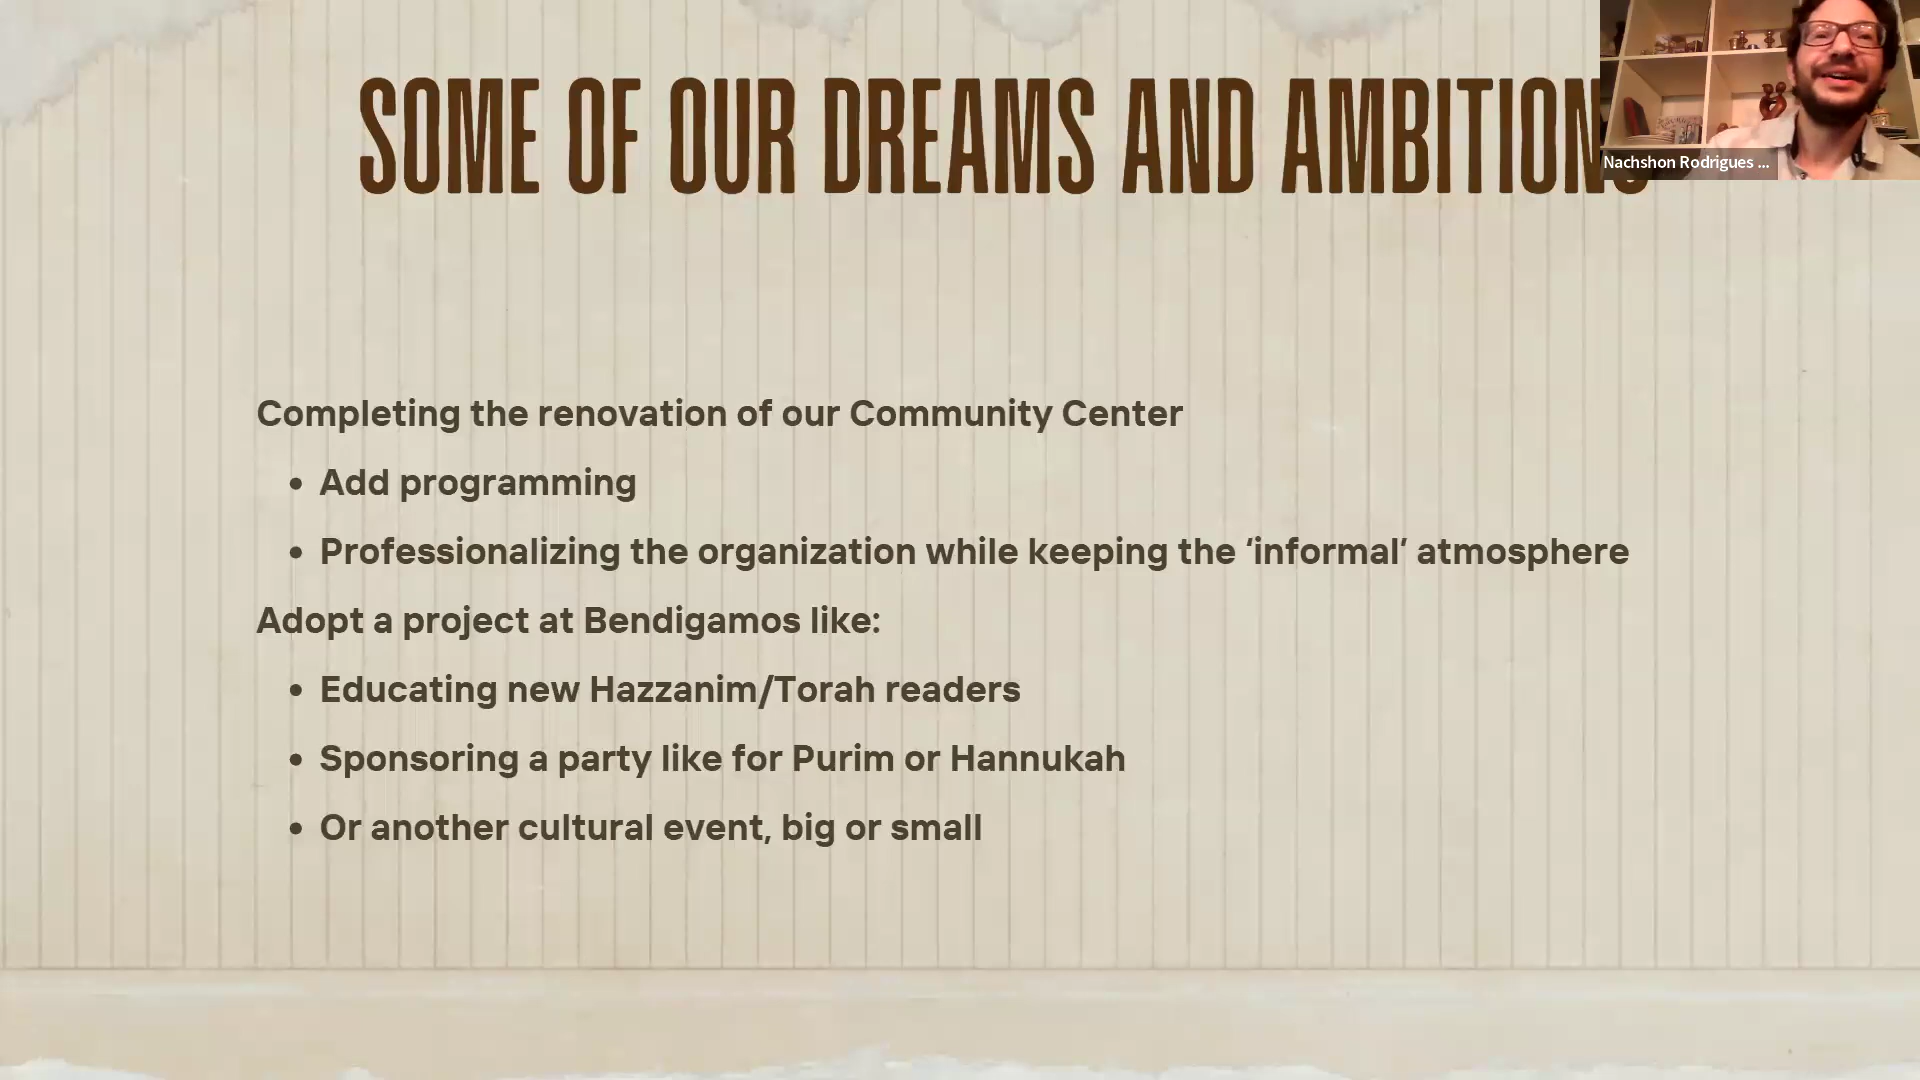 SOME OF OUR DREAMS AND AMBITIONS
Nachshon Rodrigues ...
Completing the renovation of our Community Center
• Add programming
• Professionalizing the organization while keeping the ‘informal’ atmosphere
Adopt a project at Bendigamos like:
• Educating new Hazzanim/Torah readers
• Sponsoring a party like for Purim or Hannukah
• Or another cultural event, big or small